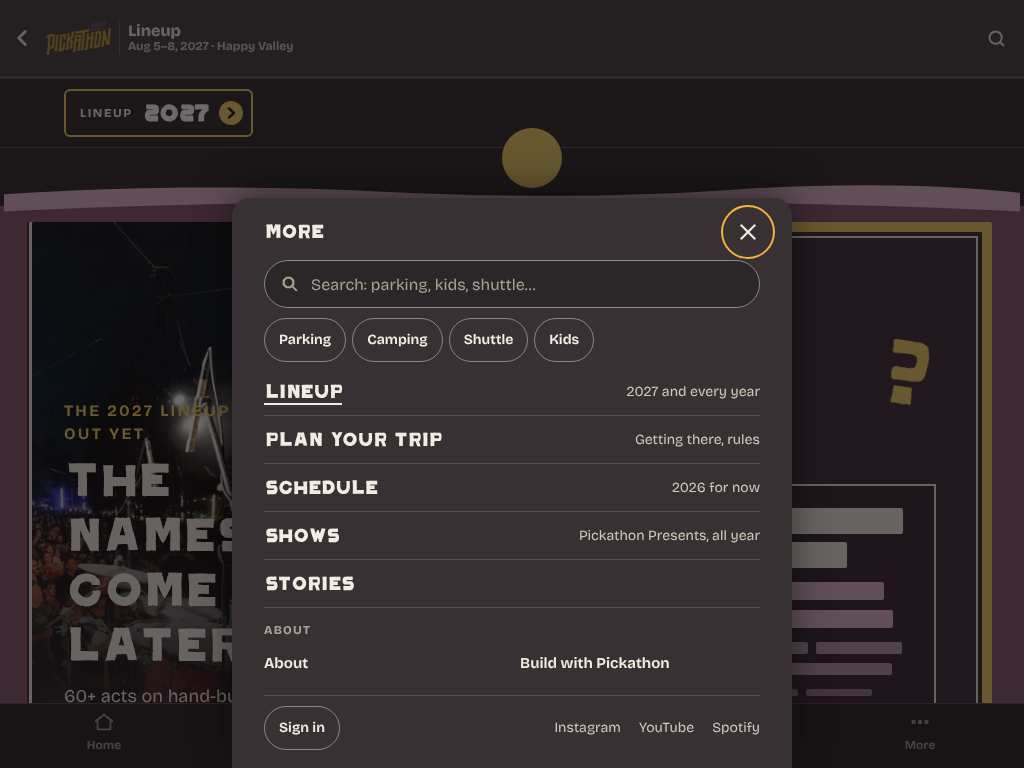 PICKATHON
Lineup
Aug 5–8, 2027 · Happy Valley
LINEUP 2027
MORE
Search: parking, kids, shuttle...
Parking Camping Shuttle Kids
LINEUP 2027 and every year
PLAN YOUR TRIP Getting there, rules
SCHEDULE 2026 for now
SHOWS Pickathon Presents, all year
STORIES
ABOUT
About Build with Pickathon
Sign in Instagram YouTube Spotify
THE 2027 LINEUP
OUT YET
THE
NAMES
COME
LATER
60+ acts on hand-bu
?
Home
More